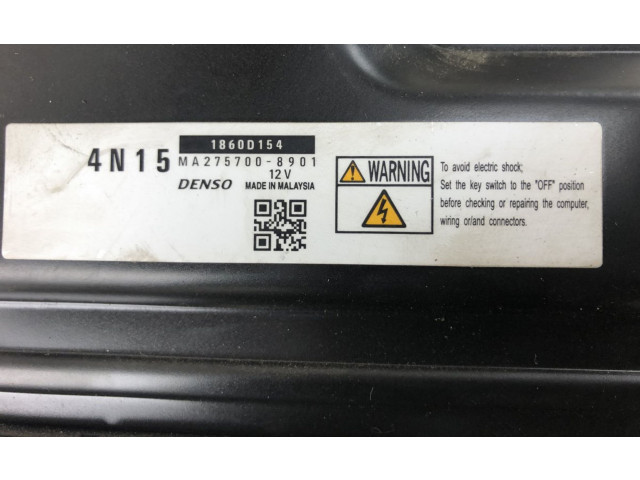 4N15
1860D154
MA275700-8901
12V
DENSO MADE IN MALAYSIA
WARNING
To avoid electric shock;
Set the key switch to the "OFF" position
before checking or repairing the computer,
wiring or/and connectors.